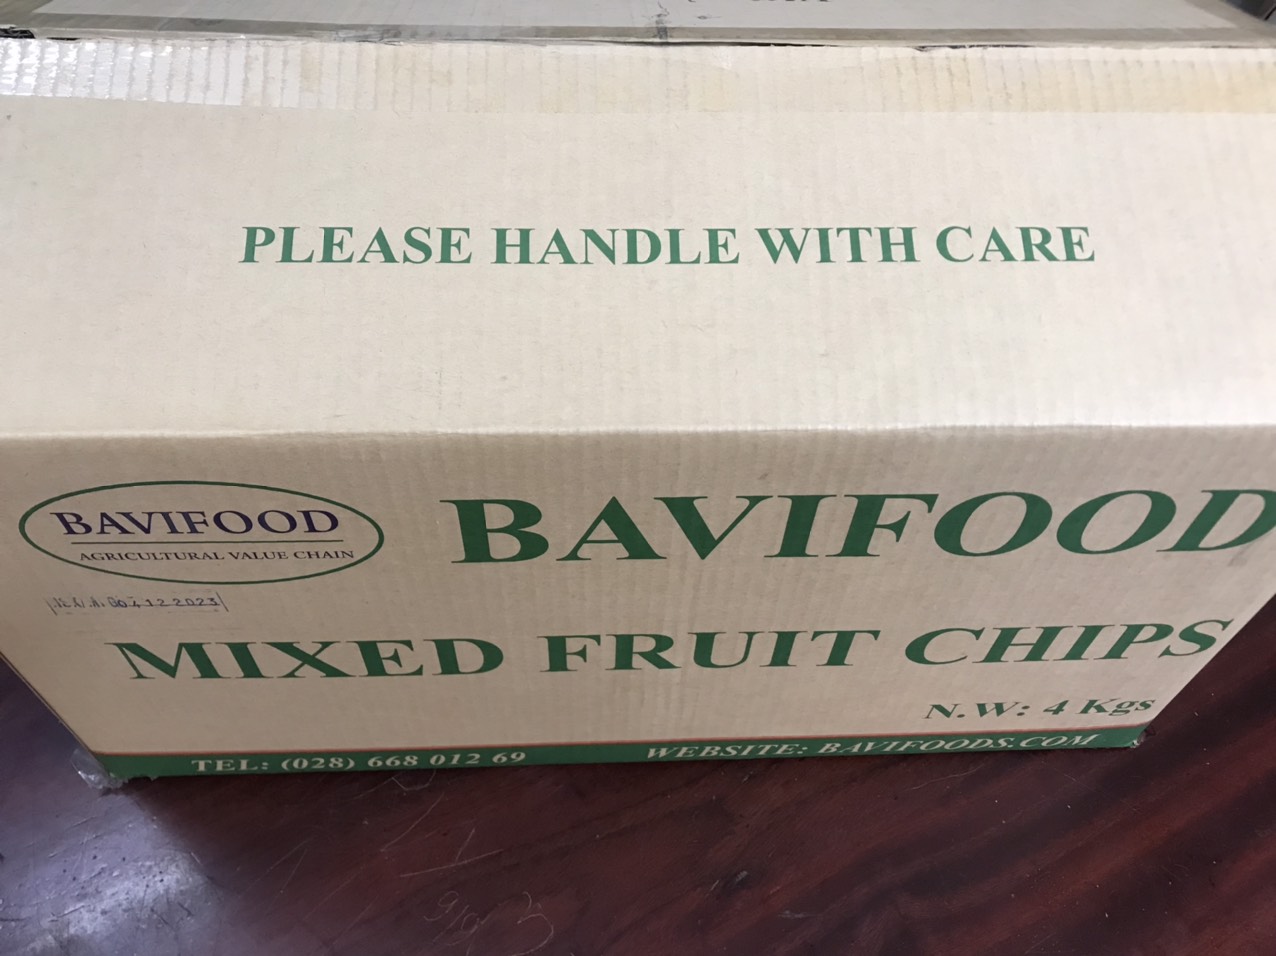 PLEASE HANDLE WITH CARE
BAVIFOOD
AGRICULTURAL VALUE CHAIN
BAVIFOOD
MIXED FRUIT CHIPS
N.W: 4 Kgs
TEL: (028) 668 012 69
WEBSITE: BAVIFOODS.COM